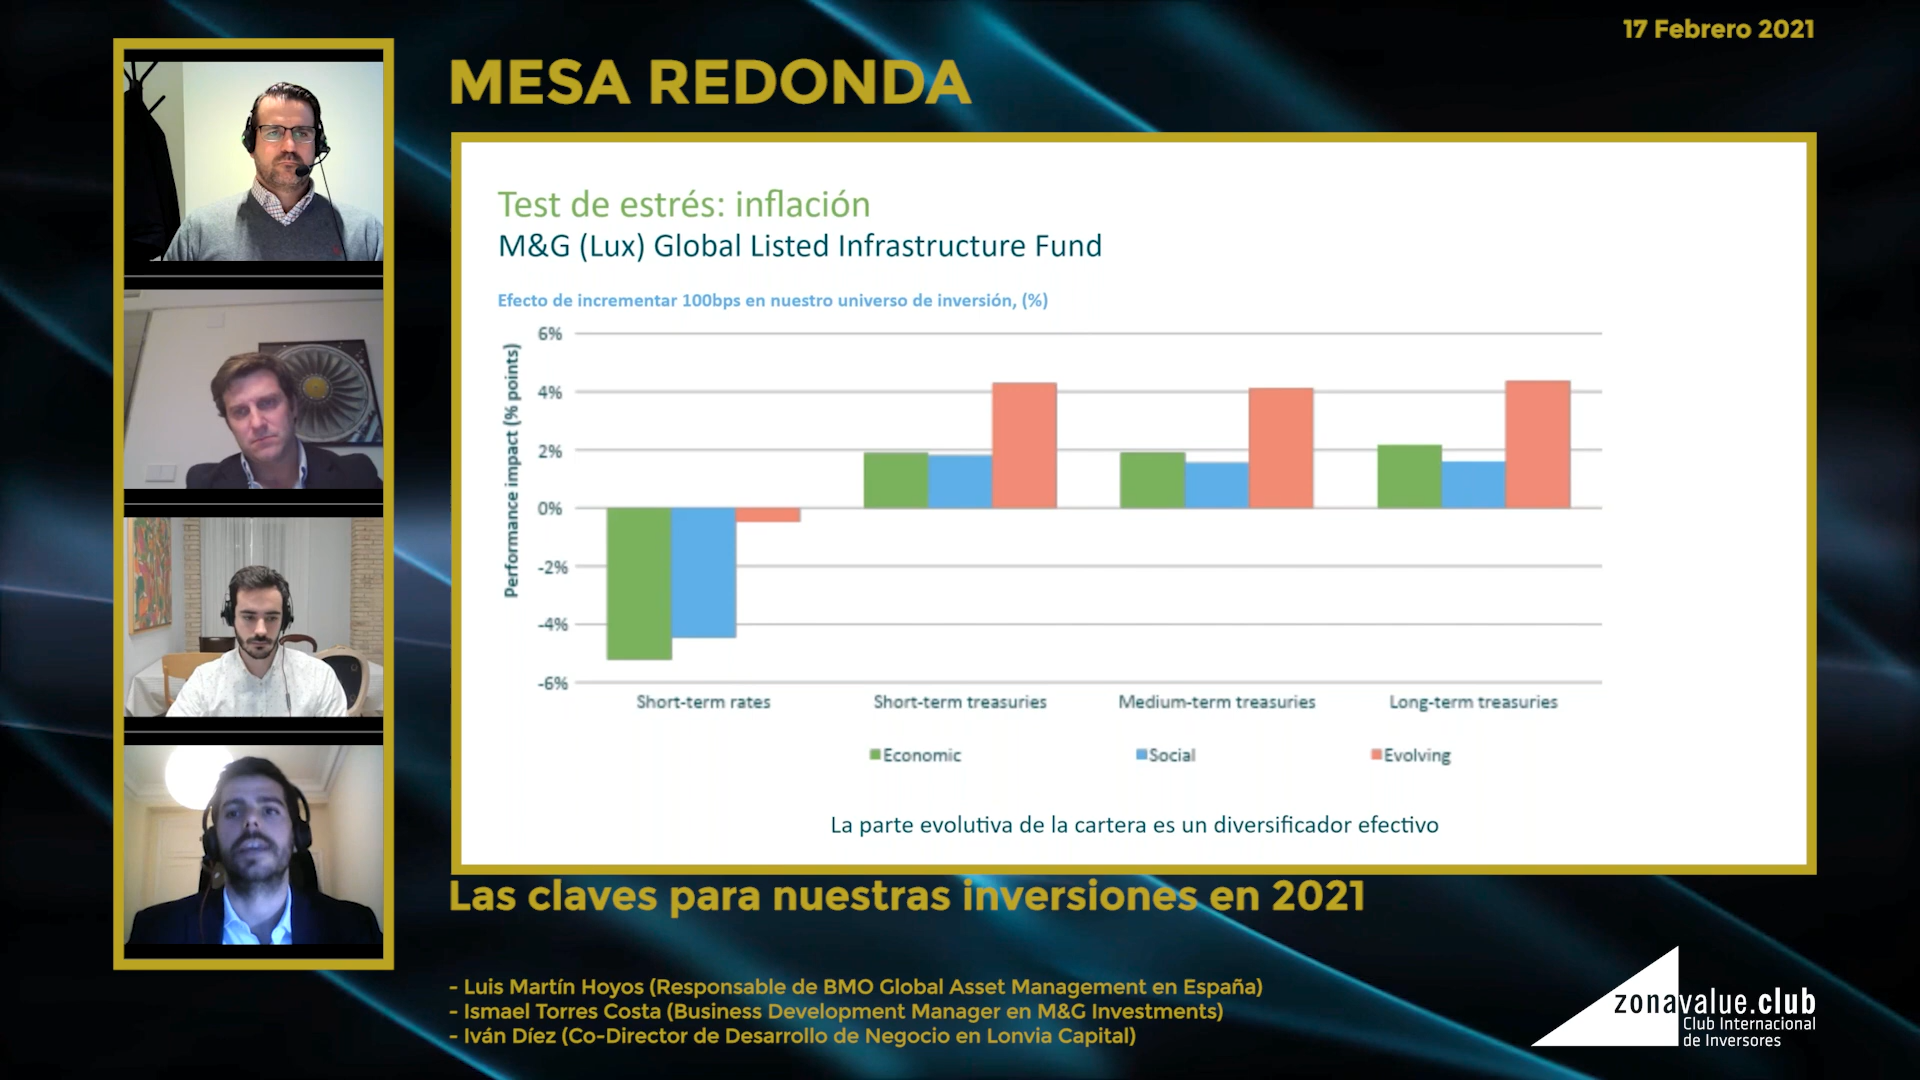 17 Febrero 2021
MESA REDONDA
Test de estrés: inflación
M&G (Lux) Global Listed Infrastructure Fund
Efecto de incrementar 100bps en nuestro universo de inversión, (%)
Performance impact (% points)
6%
4%
2%
0%
-2%
-4%
-6%
Short-term rates
Short-term treasuries
Medium-term treasuries
Long-term treasuries
Economic
Social
Evolving
La parte evolutiva de la cartera es un diversificador efectivo
Las claves para nuestras inversiones en 2021
- Luis Martín Hoyos (Responsable de BMO Global Asset Management en España)
- Ismael Torres Costa (Business Development Manager en M&G Investments)
- Iván Díez (Co-Director de Desarrollo de Negocio en Lonvia Capital)
zonavalue.club
Club Internacional
de Inversores